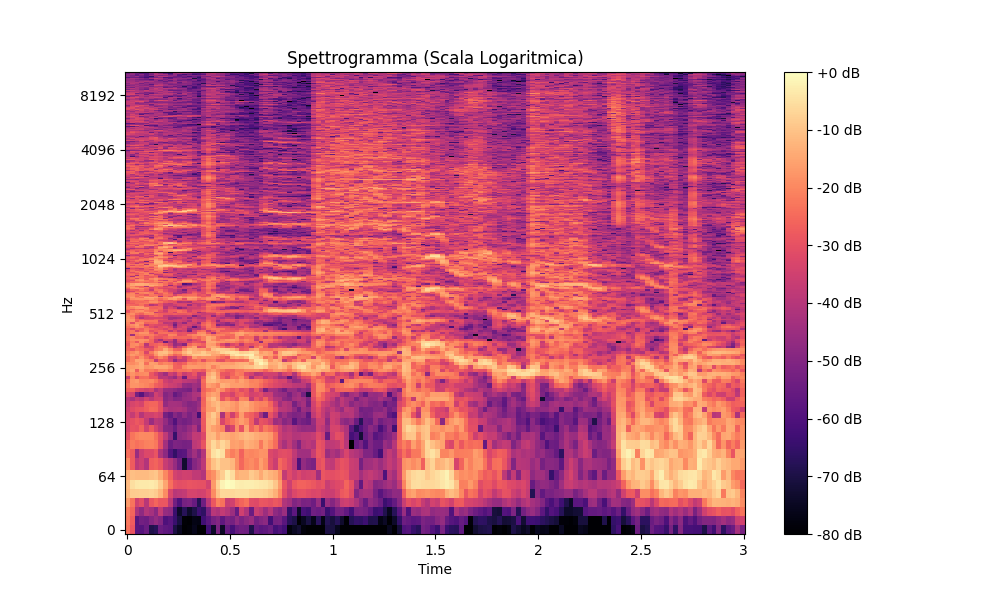 Spettrogramma (Scala Logaritmica)
8192
4096
2048
1024
512
256
128
64
0
Hz
0
0.5
1
1.5
2
2.5
3
Time
+0 dB
-10 dB
-20 dB
-30 dB
-40 dB
-50 dB
-60 dB
-70 dB
-80 dB